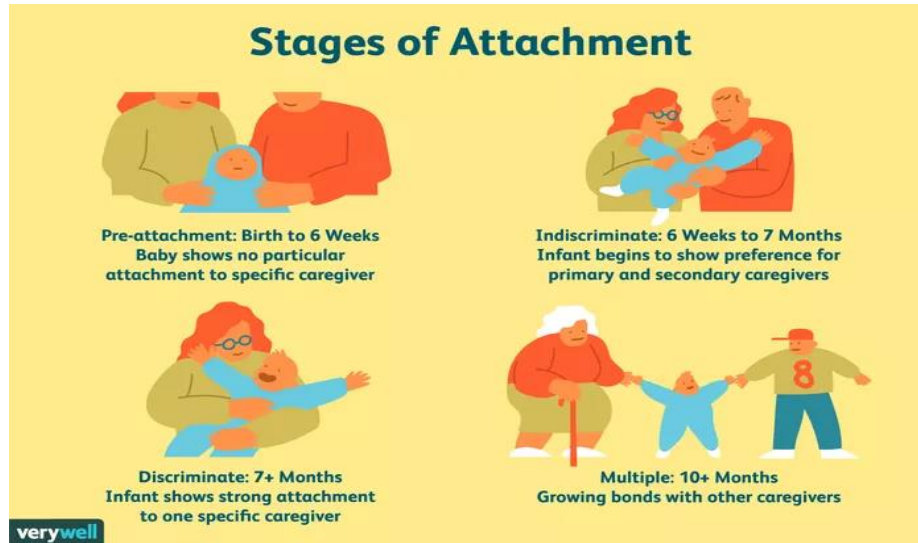 Stages of Attachment
Pre-attachment: Birth to 6 Weeks
Baby shows no particular
attachment to specific caregiver
Indiscriminate: 6 Weeks to 7 Months
Infant begins to show preference for
primary and secondary caregivers
8
Discriminate: 7+ Months
Infant shows strong attachment
to one specific caregiver
Multiple: 10+ Months
Growing bonds with other caregivers
verywell